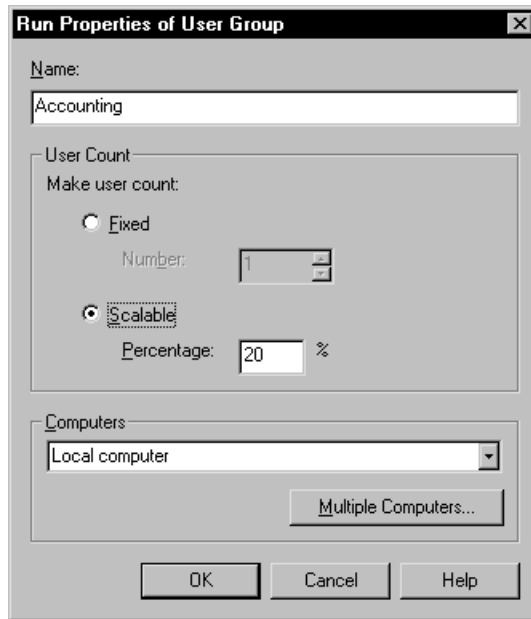 Run Properties of User Group
Name:
Accounting
User Count
Make user count:
Fixed
Number: 1
Scalable
Percentage: 20 %
Computers
Local computer
Multiple Computers...
OK Cancel Help